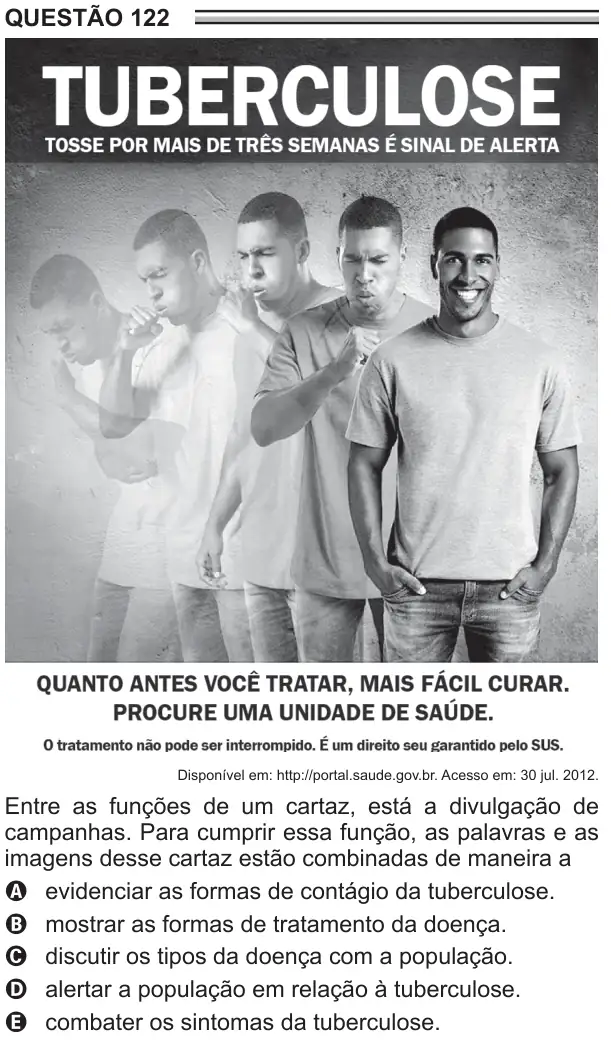 QUESTÃO 122
TUBERCULOSE
TOSSE POR MAIS DE TRÊS SEMANAS É SINAL DE ALERTA
QUANTO ANTES VOCÊ TRATAR, MAIS FÁCIL CURAR.
PROCURE UMA UNIDADE DE SAÚDE.
O tratamento não pode ser interrompido. É um direito seu garantido pelo SUS.
Disponível em: http://portal.saude.gov.br. Acesso em: 30 jul. 2012.
Entre as funções de um cartaz, está a divulgação de
campanhas. Para cumprir essa função, as palavras e as
imagens desse cartaz estão combinadas de maneira a
A evidenciar as formas de contágio da tuberculose.
B mostrar as formas de tratamento da doença.
C discutir os tipos da doença com a população.
D alertar a população em relação à tuberculose.
E combater os sintomas da tuberculose.